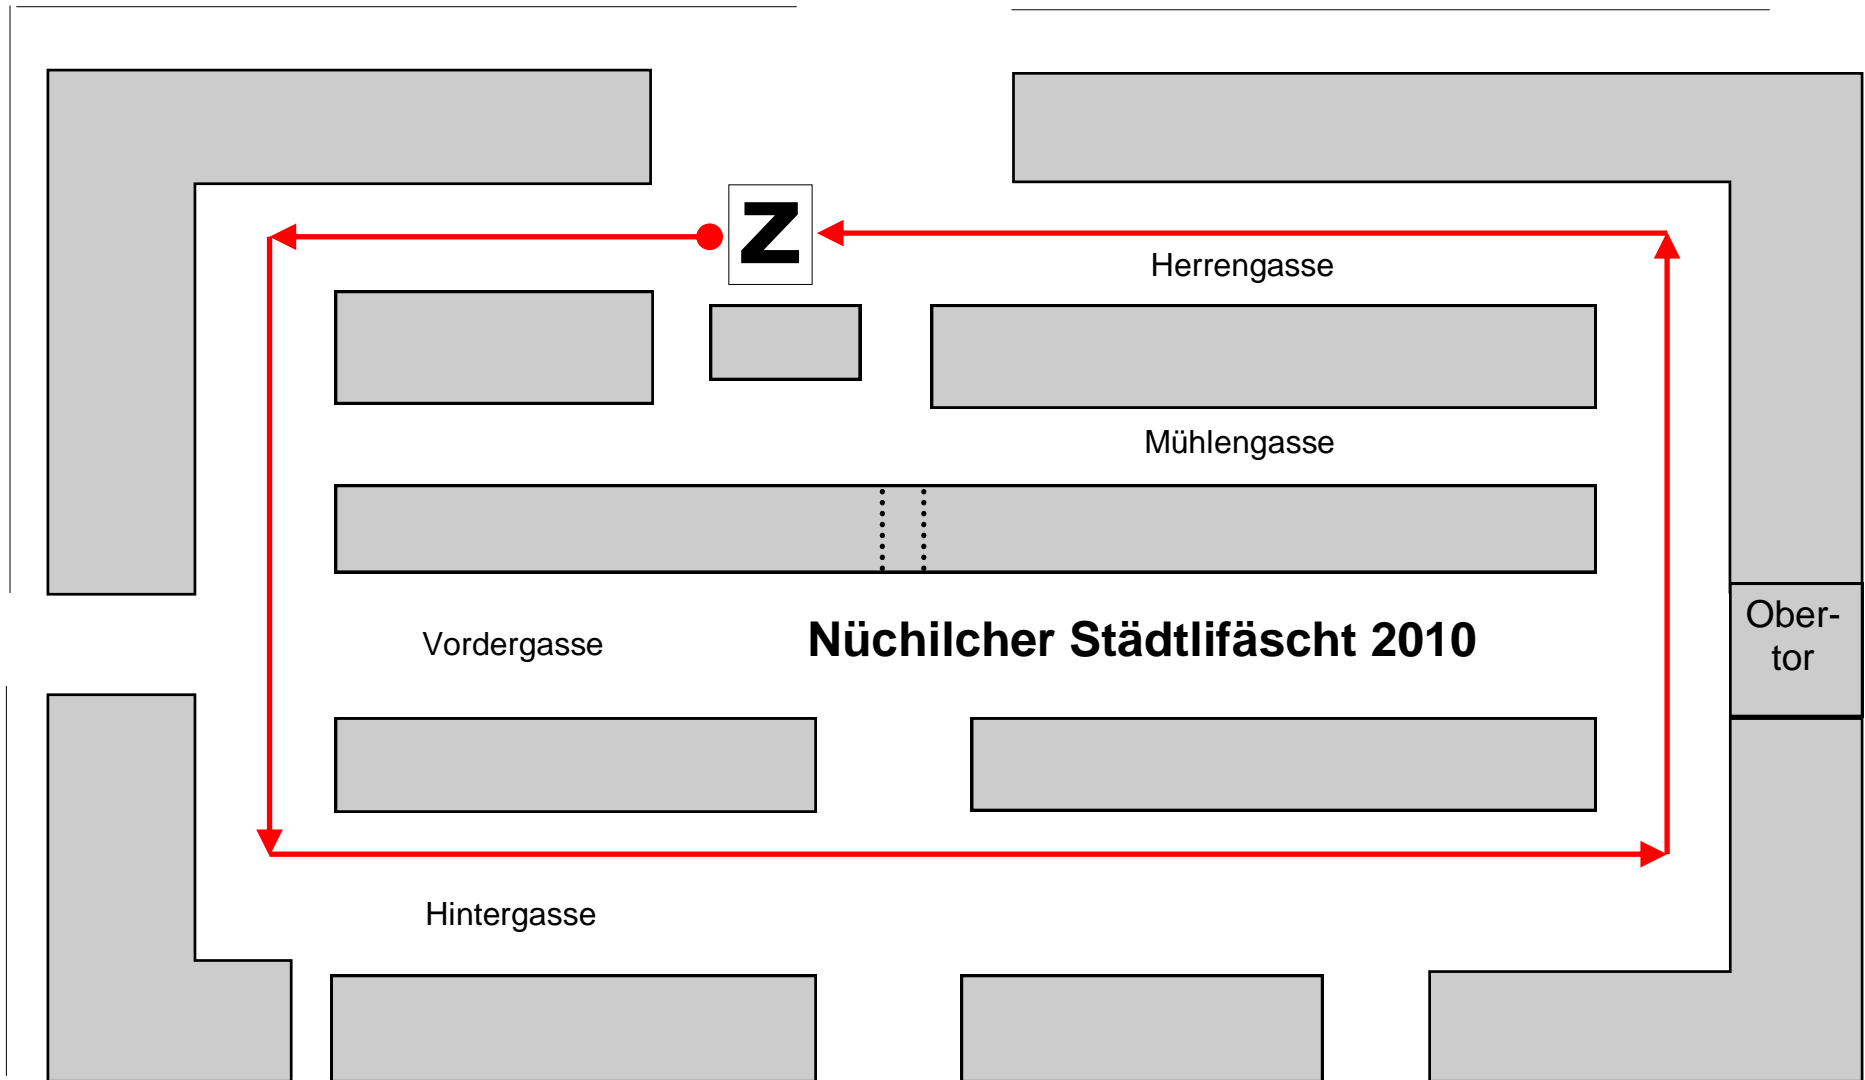 Z
Herrengasse
Mühlengasse
Vordergasse
Nüchilcher Städtlifäscht 2010
Ober-
tor
Hintergasse